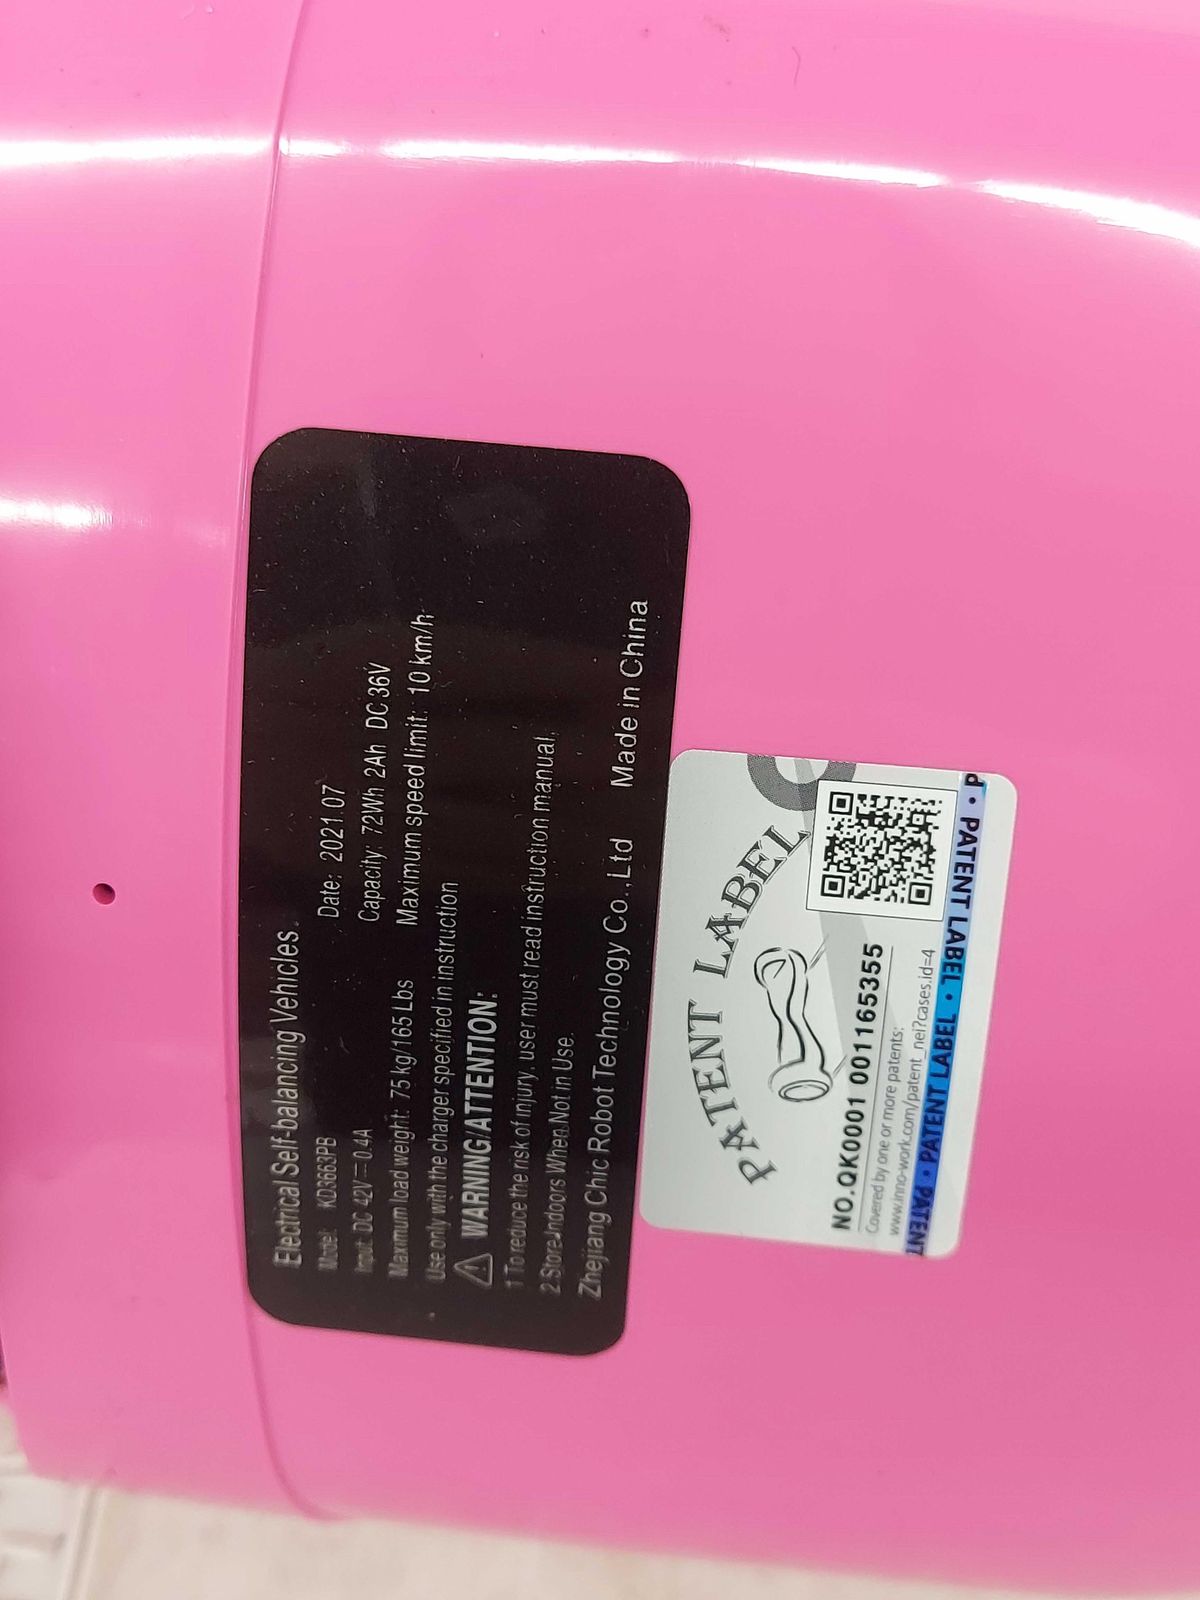 Electrical Self-balancing Vehicles
Model: KD3663PB Date: 2021.07
Input: DC 42V⎓0.4A Capacity: 72Wh 2Ah DC 36V
Maximum load weight: 75 kg/165 Lbs Maximum speed limit: 10 km/h
Use only with the charger specified in instruction
WARNING/ATTENTION:
1 To reduce the risk of injury, user must read instruction manual.
2.Store Indoors When Not in Use.
Zhejiang Chic Robot Technology Co.,Ltd Made in China
PATENT LABEL
NO.QK0001 001165355
Covered by one or more patents:
www.inno-work.com/patent_nei?cases.id=4
PATENT • PATENT LABEL • PATENT LABEL • PATENT LABEL • P